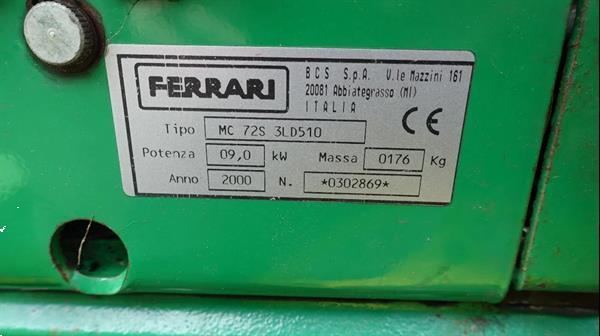 FERRARI
BCS S.p.A. V.le Mazzini 161
20081 Abbiategrasso (MI)
ITALIA
CE
Tipo MC 72S 3LD510
Potenza 09,0 kW Massa 0176 Kg
Anno 2000 N. *0302869*